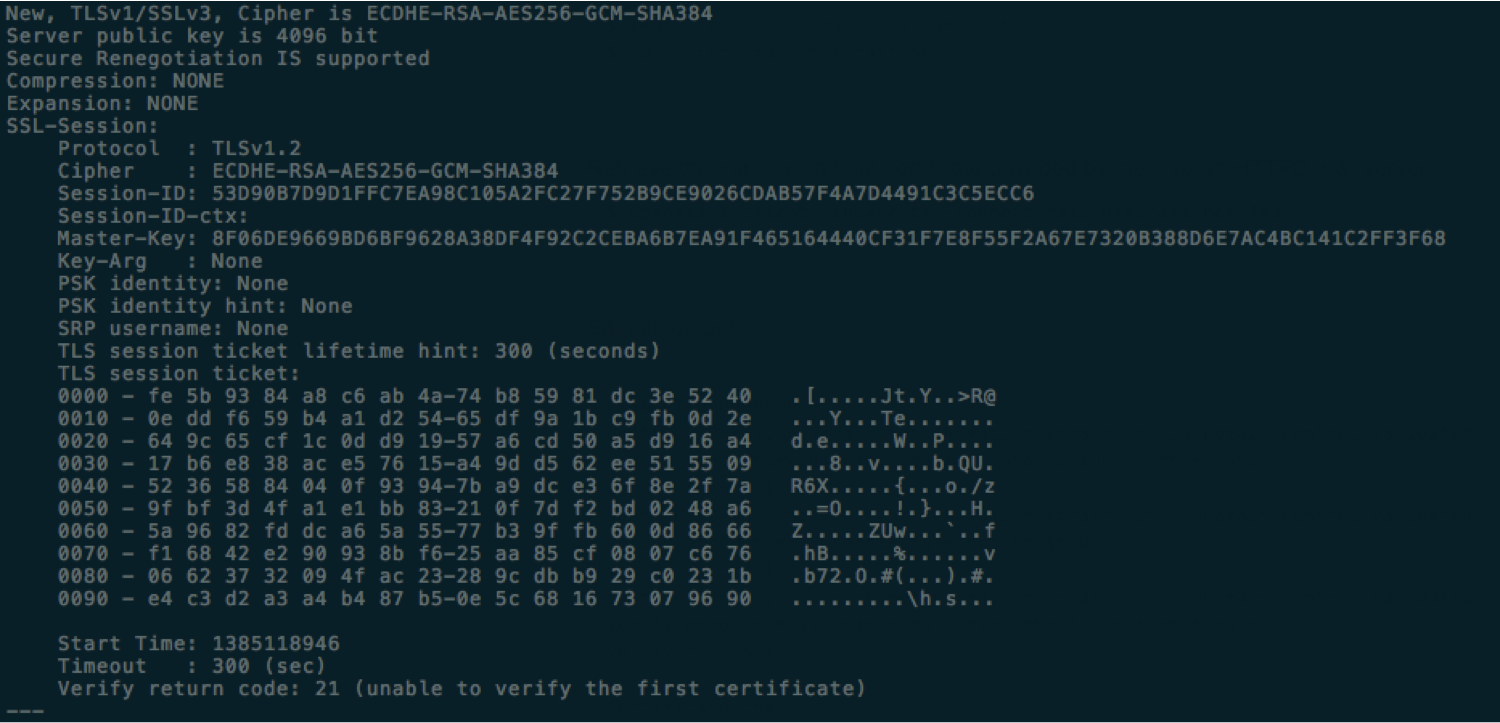 New, TLSv1/SSLv3, Cipher is ECDHE-RSA-AES256-GCM-SHA384
Server public key is 4096 bit
Secure Renegotiation IS supported
Compression: NONE
Expansion: NONE
SSL-Session:
    Protocol  : TLSv1.2
    Cipher    : ECDHE-RSA-AES256-GCM-SHA384
    Session-ID: 53D90B7D9D1FFC7EA98C105A2FC27F752B9CE9026CDAB57F4A7D4491C3C5ECC6
    Session-ID-ctx:
    Master-Key: 8F06DE9669BD6BF9628A38DF4F92C2CEBA6B7EA91F465164440CF31F7E8F55F2A67E7320B388D6E7AC4BC141C2FF3F68
    Key-Arg   : None
    PSK identity: None
    PSK identity hint: None
    SRP username: None
    TLS session ticket lifetime hint: 300 (seconds)
    TLS session ticket:
    0000 - fe 5b 93 84 a8 c6 ab 4a-74 b8 59 81 dc 3e 52 40   .[.....Jt.Y..>R@
    0010 - 0e dd f6 59 b4 a1 d2 54-65 df 9a 1b c9 fb 0d 2e   ...Y...Te.......
    0020 - 64 9c 65 cf 1c 0d d9 19-57 a6 cd 50 a5 d9 16 a4   d.e.....W..P....
    0030 - 17 b6 e8 38 ac e5 76 15-a4 9d d5 62 ee 51 55 09   ...8..v....b.QU.
    0040 - 52 36 58 84 04 0f 93 94-7b a9 dc e3 6f 8e 2f 7a   R6X.....{...o./z
    0050 - 9f bf 3d 4f a1 e1 bb 83-21 0f 7d f2 bd 02 48 a6   ..=O....!.}...H.
    0060 - 5a 96 82 fd dc a6 5a 55-77 b3 9f fb 60 0d 86 66   Z.....ZUw...`..f
    0070 - f1 68 42 e2 90 93 8b f6-25 aa 85 cf 08 07 c6 76   .hB.....%......v
    0080 - 06 62 37 32 09 4f ac 23-28 9c db b9 29 c0 23 1b   .b72.O.#(...).#.
    0090 - e4 c3 d2 a3 a4 b4 87 b5-0e 5c 68 16 73 07 96 90   .........\h.s...
    Start Time: 1385118946
    Timeout   : 300 (sec)
    Verify return code: 21 (unable to verify the first certificate)
---